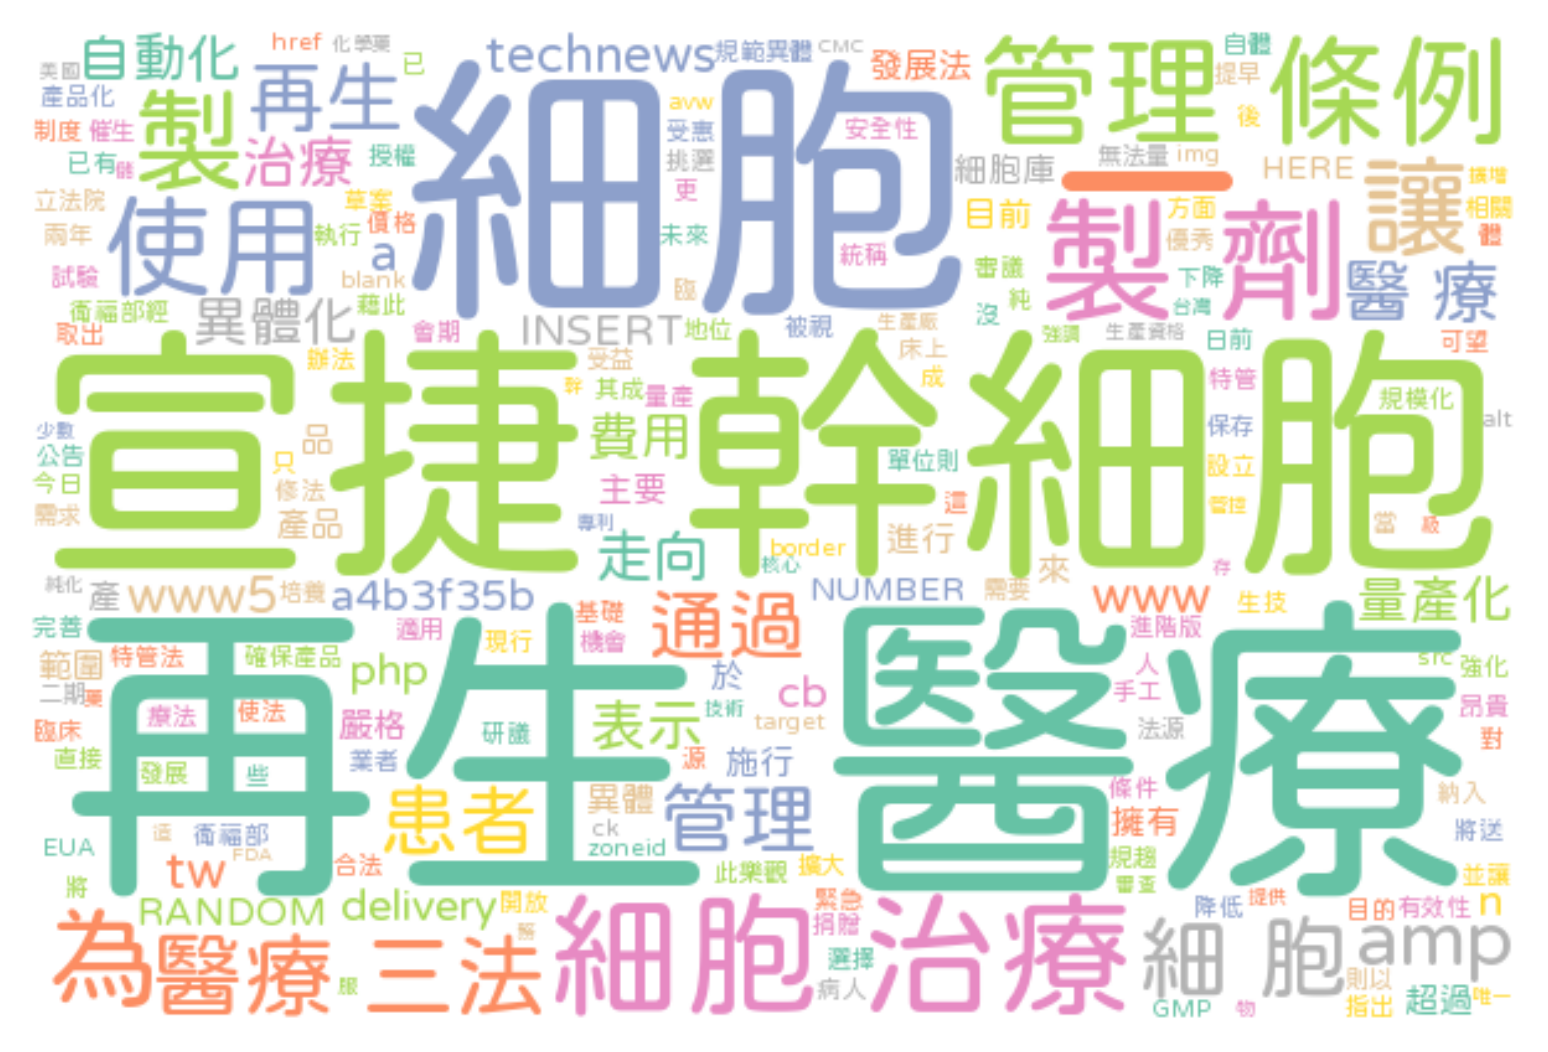 美國 自動化 href 化學藥 已 technews 規範異體 CMC 發展法 管理 自體 條例
產品化 再生 細胞 avw 提早
制度 催生 製 受惠 安全性 後
已有 儲 治療 授權 挑選 細胞庫 無法量 img HERE 讓 擴增
立法院 使用 草案 更 一 製劑 方面 相關
兩年 執行 價格 a 未來 目前 優秀 體
試驗 blank 統稱 審議 下降 醫 療
衛福部經 異體化 藉此 臨 沒 純 台灣
取出 會期 INSERT 地位 被視 生產廠 強調 生產資格 日前 可望
宣捷 辦法 受益 幹細胞 床上
幹 其成 量產 成 特管 規模化
少數 品 費用 保存 alt
公告 只 單位則 設立
今日 修法 主要 這 管控
需求 產品 專利 進行 當 級
走向 border 核心 來 存
純化 產 www5 培養 a4b3f35b NUMBER 需要 www 生技 量產化
完善 再生 適用 現行 基礎 機會 通過 醫療 進階版
範圍 特管法 確保產品 php 於 人 src 強化
二期 藥 cb 手工 昂貴
臨床 療法 使法 嚴格 研議 表示 技術 target 法源 對
直接 發展 些 業者 源 施行
患者 異體 管理 條件 納入
造 衛福部 ck 擁有 將送
EUA FDA zoneid
將 tw 合法 此樂觀 擴大 規趨 審查 並讓
RANDOM delivery 開放 細胞治療 緊急 捐贈 降低 提供 目的 有效性 n
為 醫療 三法 務 選擇 細 胞 amp
服 病人 則以 指出 超過 唯一
GMP 物